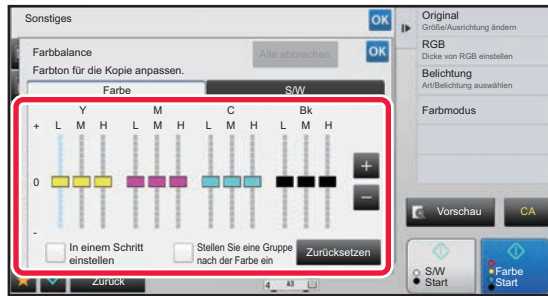 Sonstiges
OK
Farbbalance
Alle abbrechen
OK
Farbton für die Kopie anpassen.
Farbe
S/W
Y
M
C
Bk
+ L M H L M H L M H L M H
+
0
-
-
In einem Schritt
einstellen
Stellen Sie eine Gruppe
nach der Farbe ein
Zurücksetzen
Zurück
4 A3
Original
Größe/Ausrichtung ändern
RGB
Dicke von RGB einstellen
Belichtung
Art/Belichtung auswählen
Farbmodus
Vorschau
CA
S/W
Start
Farbe
Start